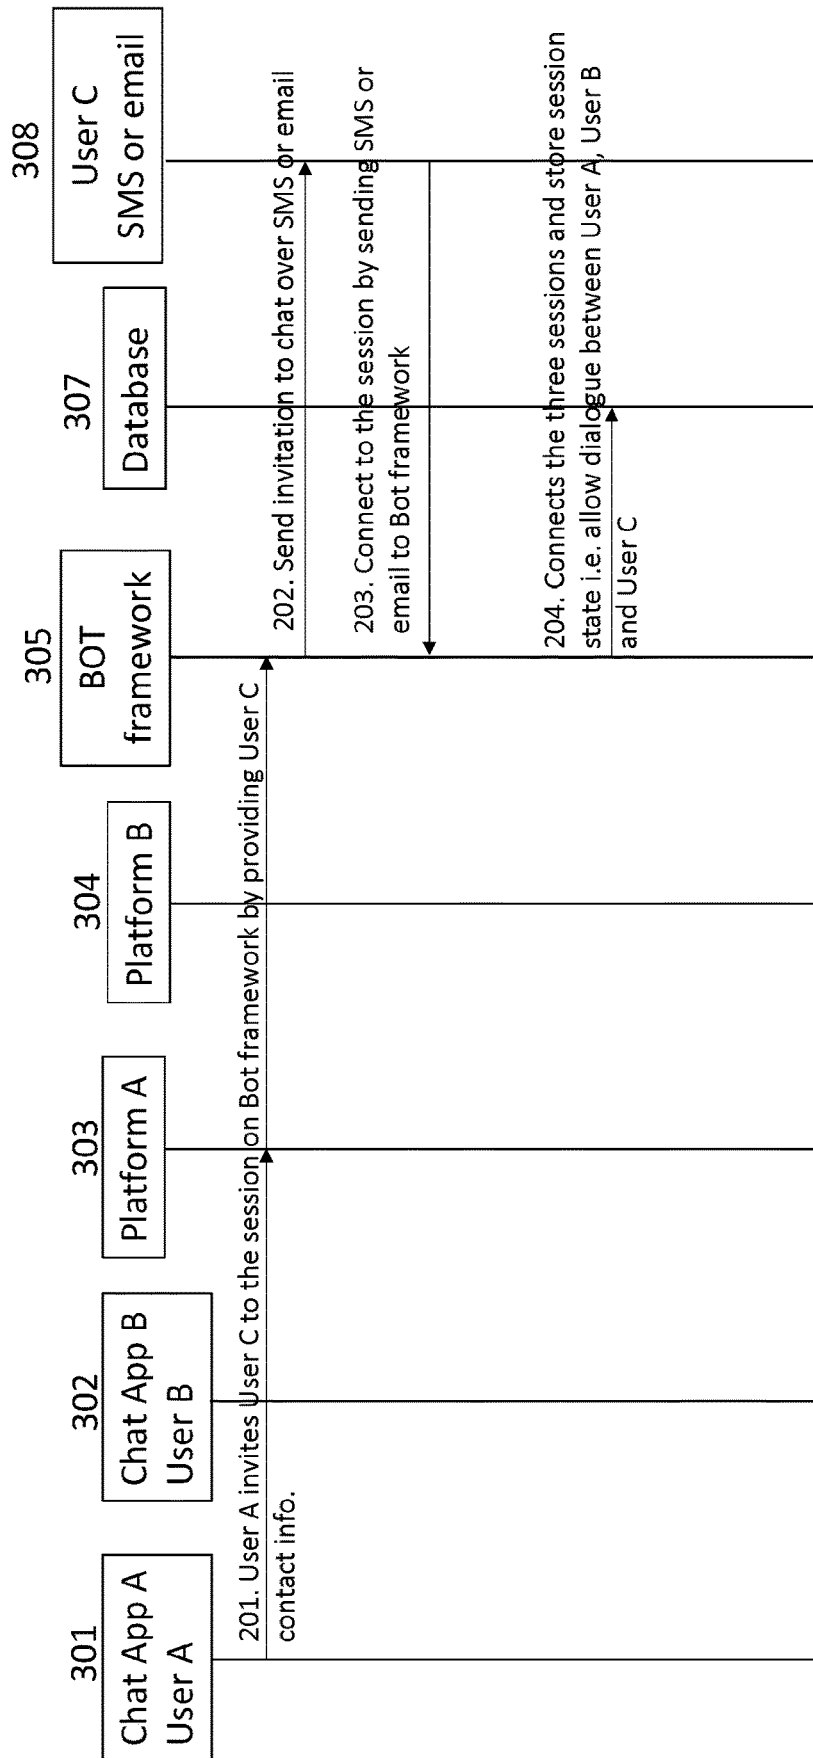 301
Chat App A
User A
302
Chat App B
User B
303
Platform A
304
Platform B
305
BOT
framework
307
Database
308
User C
SMS or email
201. User A invites User C to the session on Bot framework by providing User C
contact info.
202. Send invitation to chat over SMS or email
203. Connect to the session by sending SMS or
email to Bot framework
204. Connects the three sessions and store session
state i.e. allow dialogue between User A, User B
and User C